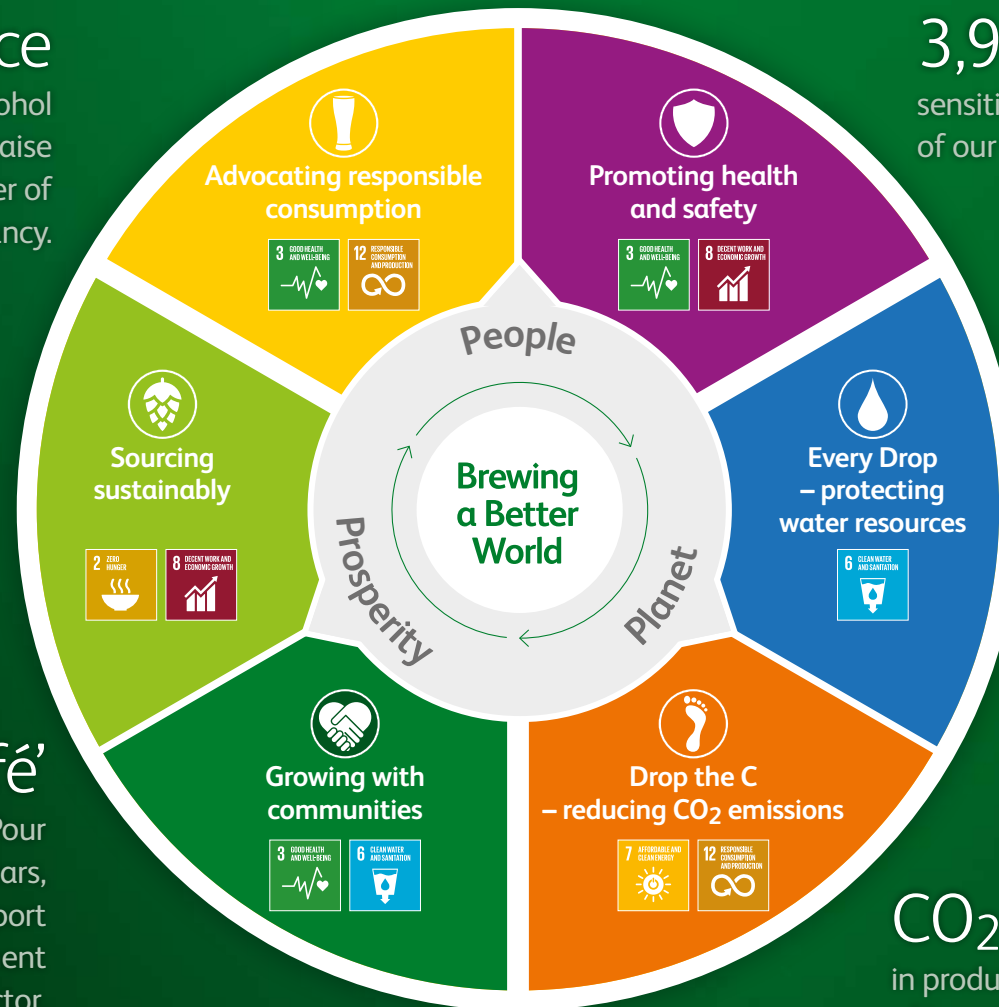 ce
ohol
aise
er of
ncy.
3,9
sensiti
of our
Advocating responsible
consumption
3 GOOD HEALTH
AND WELL-BEING
12 RESPONSIBLE
CONSUMPTION
AND PRODUCTION
Promoting health
and safety
3 GOOD HEALTH
AND WELL-BEING
8 DECENT WORK AND
ECONOMIC GROWTH
People
Sourcing
sustainably
2 ZERO
HUNGER
8 DECENT WORK AND
ECONOMIC GROWTH
Brewing
a Better
World
Every Drop
– protecting
water resources
6 CLEAN WATER
AND SANITATION
Prosperity
Planet
Growing with
communities
3 GOOD HEALTH
AND WELL-BEING
6 CLEAN WATER
AND SANITATION
Drop the C
– reducing CO₂ emissions
7 AFFORDABLE AND
CLEAN ENERGY
12 RESPONSIBLE
CONSUMPTION
AND PRODUCTION
fé’
Pour
ars,
port
ent
ctor.
CO₂
in produ